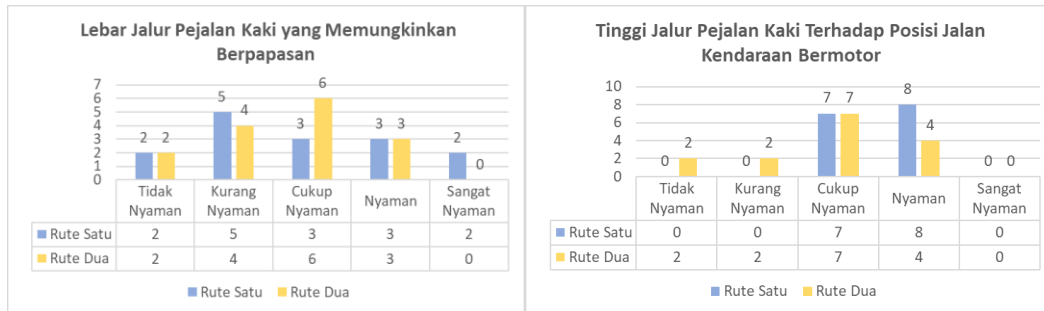 Lebar Jalur Pejalan Kaki yang Memungkinkan
Berpapasan
7
6
5
4
3
2
1
0
2 2
5 4
3 6
3 3
2 0
Tidak Nyaman Kurang Nyaman Cukup Nyaman Nyaman Sangat Nyaman
Rute Satu 2 5 3 3 2
Rute Dua 2 4 6 3 0
Rute Satu Rute Dua
Tinggi Jalur Pejalan Kaki Terhadap Posisi Jalan
Kendaraan Bermotor
10
8
6
4
2
0
0 2
0 2
7 7
8 4
0 0
Tidak Nyaman Kurang Nyaman Cukup Nyaman Nyaman Sangat Nyaman
Rute Satu 0 0 7 8 0
Rute Dua 2 2 7 4 0
Rute Satu Rute Dua